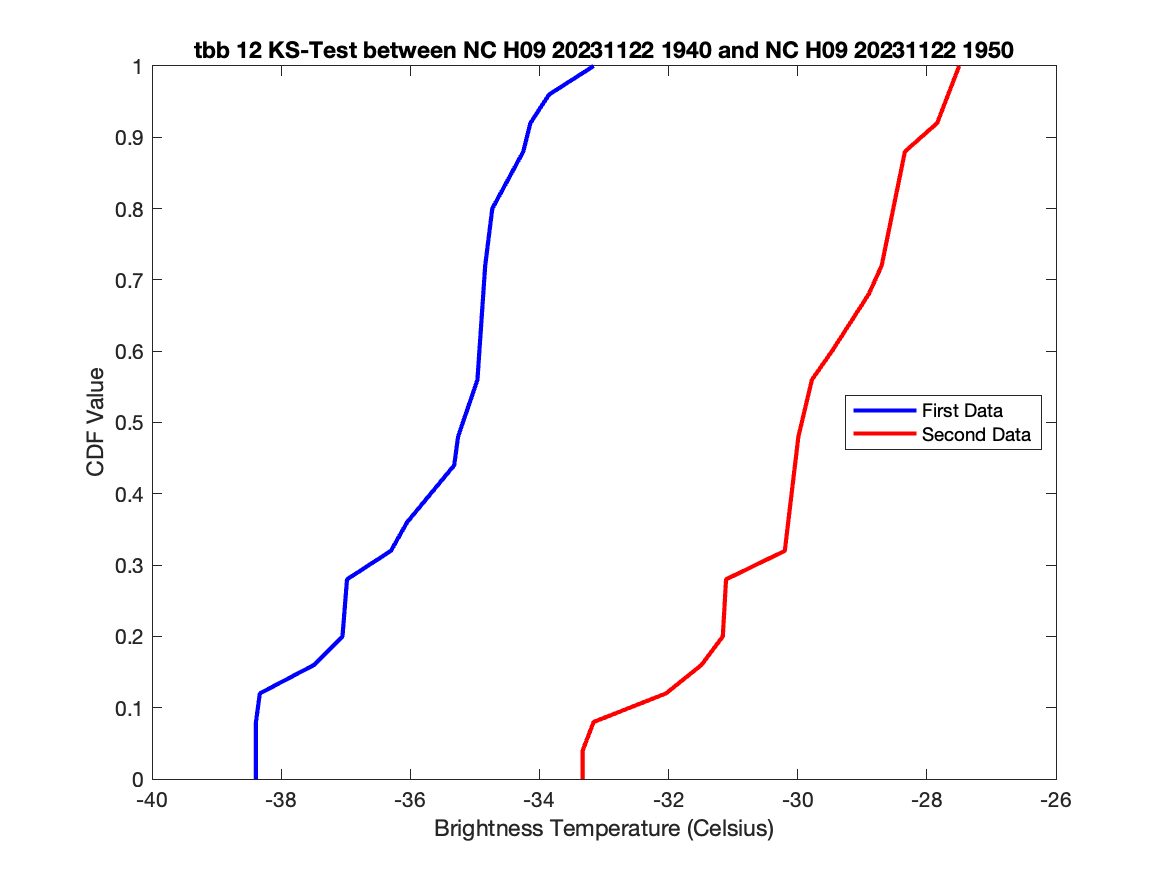 tbb 12 KS-Test between NC H09 20231122 1940 and NC H09 20231122 1950
1
0.9
0.8
0.7
0.6
0.5
0.4
0.3
0.2
0.1
0
CDF Value
First Data
Second Data
-40 -38 -36 -34 -32 -30 -28 -26
Brightness Temperature (Celsius)